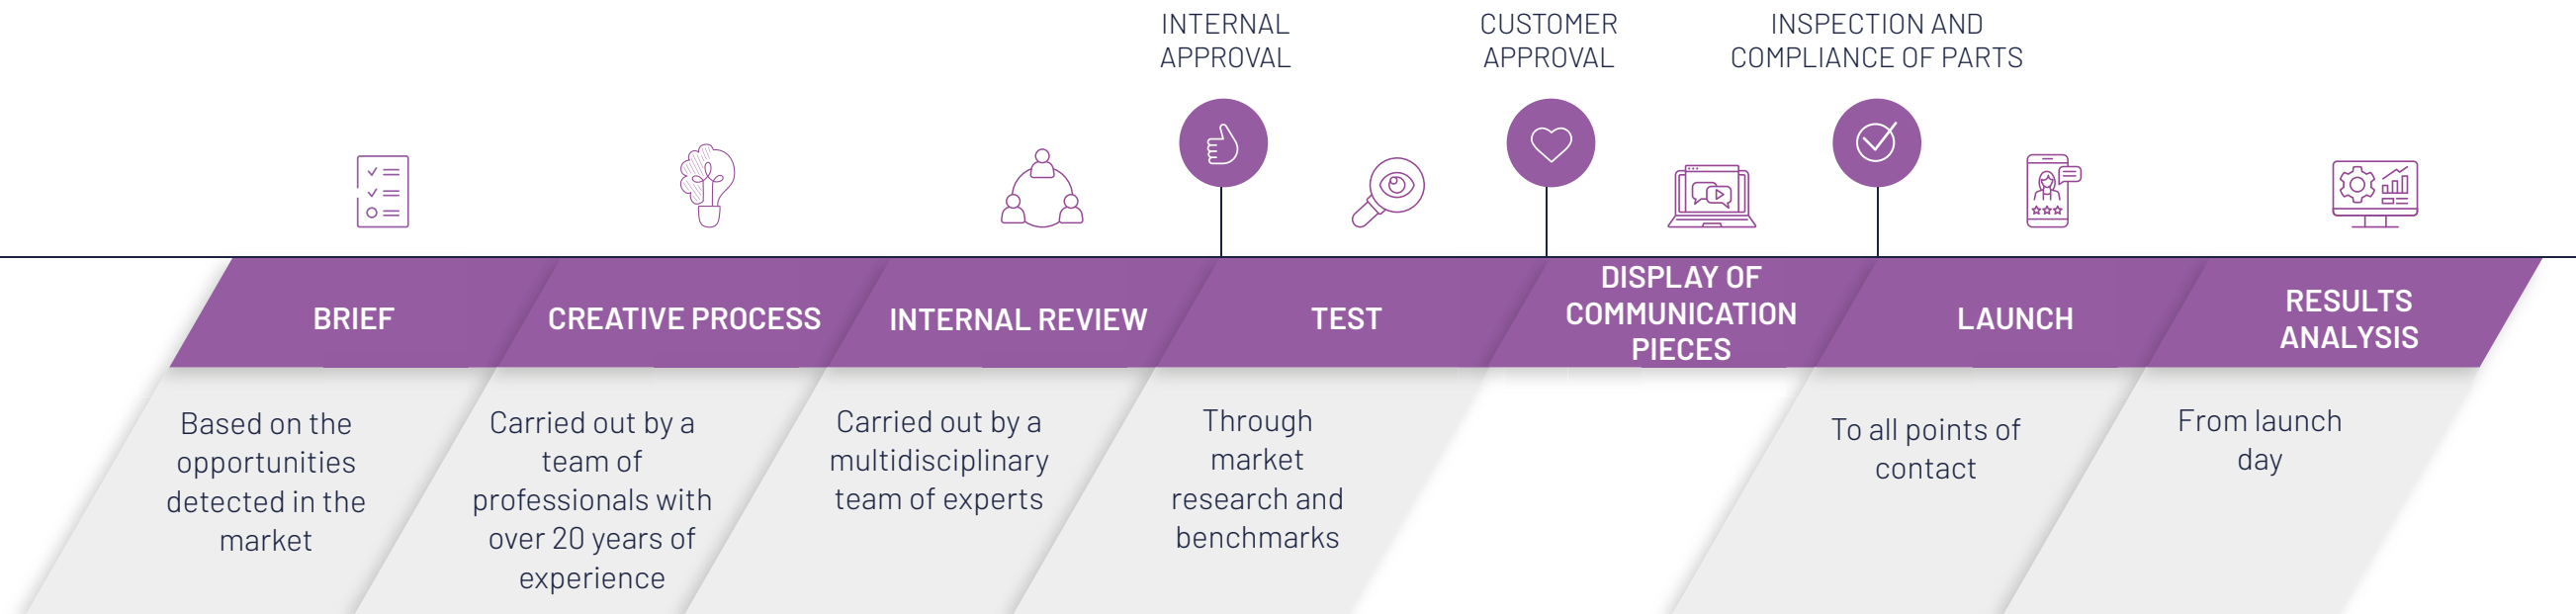 INTERNAL
APPROVAL
CUSTOMER
APPROVAL
INSPECTION AND
COMPLIANCE OF PARTS
BRIEF
CREATIVE PROCESS
INTERNAL REVIEW
TEST
DISPLAY OF
COMMUNICATION
PIECES
LAUNCH
RESULTS
ANALYSIS
Based on the
opportunities
detected in the
market
Carried out by a
team of
professionals with
over 20 years of
experience
Carried out by a
multidisciplinary
team of experts
Through
market
research and
benchmarks
To all points of
contact
From launch
day